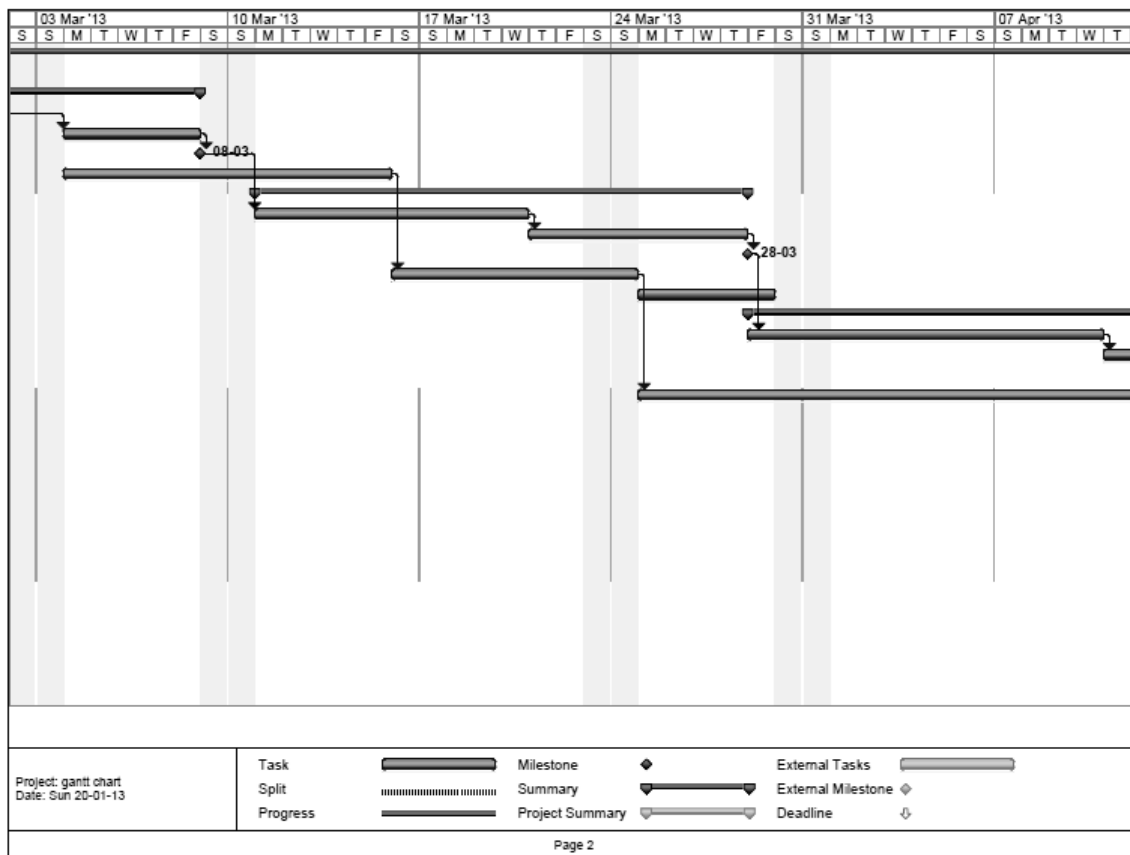 03 Mar '13 10 Mar '13 17 Mar '13 24 Mar '13 31 Mar '13 07 Apr '13
S S M T W T F S S M T W T F S S M T W T F S S M T W T F S S M T W T F S S M T W T
08-03
28-03
Project: gantt chart
Date: Sun 20-01-13
Task Milestone External Tasks
Split Summary External Milestone
Progress Project Summary Deadline
Page 2